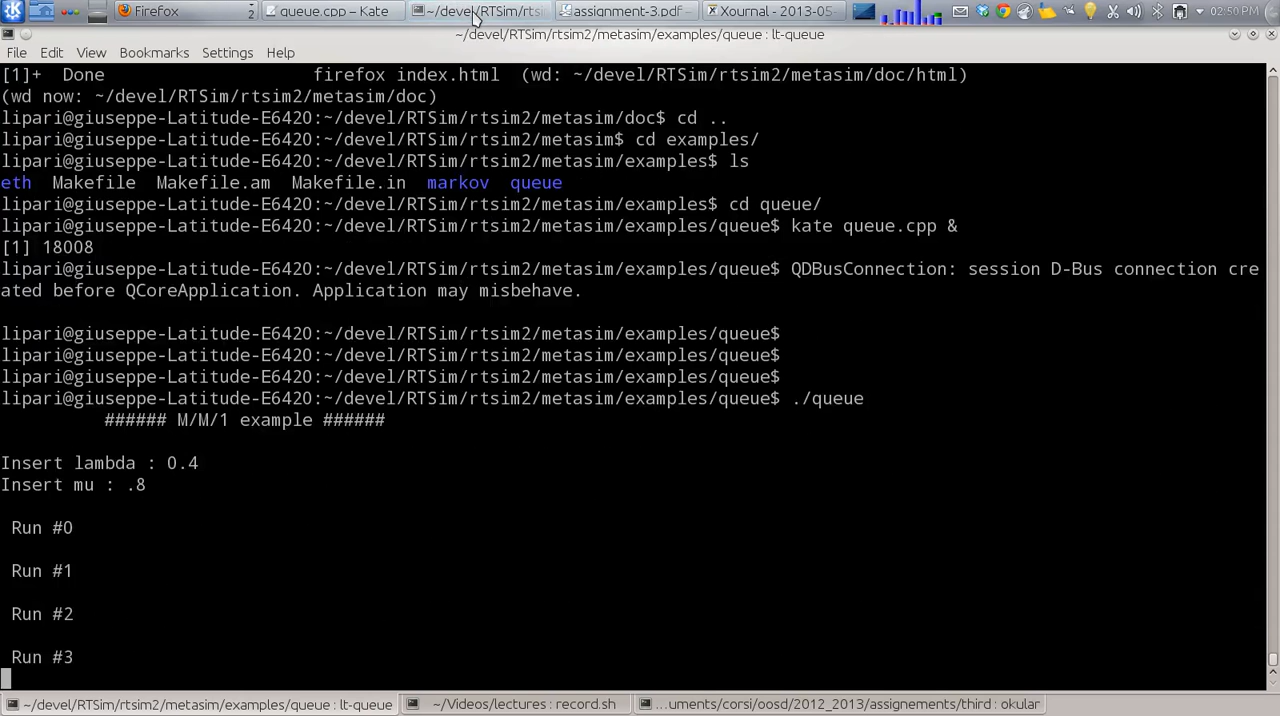 Firefox 2 queue.cpp – Kate ~/devel/RTSim/rtsi assignment-3.pdf – Xournal - 2013-05- 02:50 PM
~/devel/RTSim/rtsim2/metasim/examples/queue : lt-queue
File Edit View Bookmarks Settings Help
[1]+ Done firefox index.html (wd: ~/devel/RTSim/rtsim2/metasim/doc/html)
(wd now: ~/devel/RTSim/rtsim2/metasim/doc)
lipari@giuseppe-Latitude-E6420:~/devel/RTSim/rtsim2/metasim/doc$ cd ..
lipari@giuseppe-Latitude-E6420:~/devel/RTSim/rtsim2/metasim$ cd examples/
lipari@giuseppe-Latitude-E6420:~/devel/RTSim/rtsim2/metasim/examples$ ls
eth Makefile Makefile.am Makefile.in markov queue
lipari@giuseppe-Latitude-E6420:~/devel/RTSim/rtsim2/metasim/examples$ cd queue/
lipari@giuseppe-Latitude-E6420:~/devel/RTSim/rtsim2/metasim/examples/queue$ kate queue.cpp &
[1] 18008
lipari@giuseppe-Latitude-E6420:~/devel/RTSim/rtsim2/metasim/examples/queue$ QDBusConnection: session D-Bus connection cre
ated before QCoreApplication. Application may misbehave.
lipari@giuseppe-Latitude-E6420:~/devel/RTSim/rtsim2/metasim/examples/queue$
lipari@giuseppe-Latitude-E6420:~/devel/RTSim/rtsim2/metasim/examples/queue$
lipari@giuseppe-Latitude-E6420:~/devel/RTSim/rtsim2/metasim/examples/queue$
lipari@giuseppe-Latitude-E6420:~/devel/RTSim/rtsim2/metasim/examples/queue$ ./queue
###### M/M/1 example ######
Insert lambda : 0.4
Insert mu : .8
Run #0
Run #1
Run #2
Run #3
~/devel/RTSim/rtsim2/metasim/examples/queue : lt-queue ~/Videos/lectures : record.sh ...uments/corsi/oosd/2012_2013/assignements/third : okular